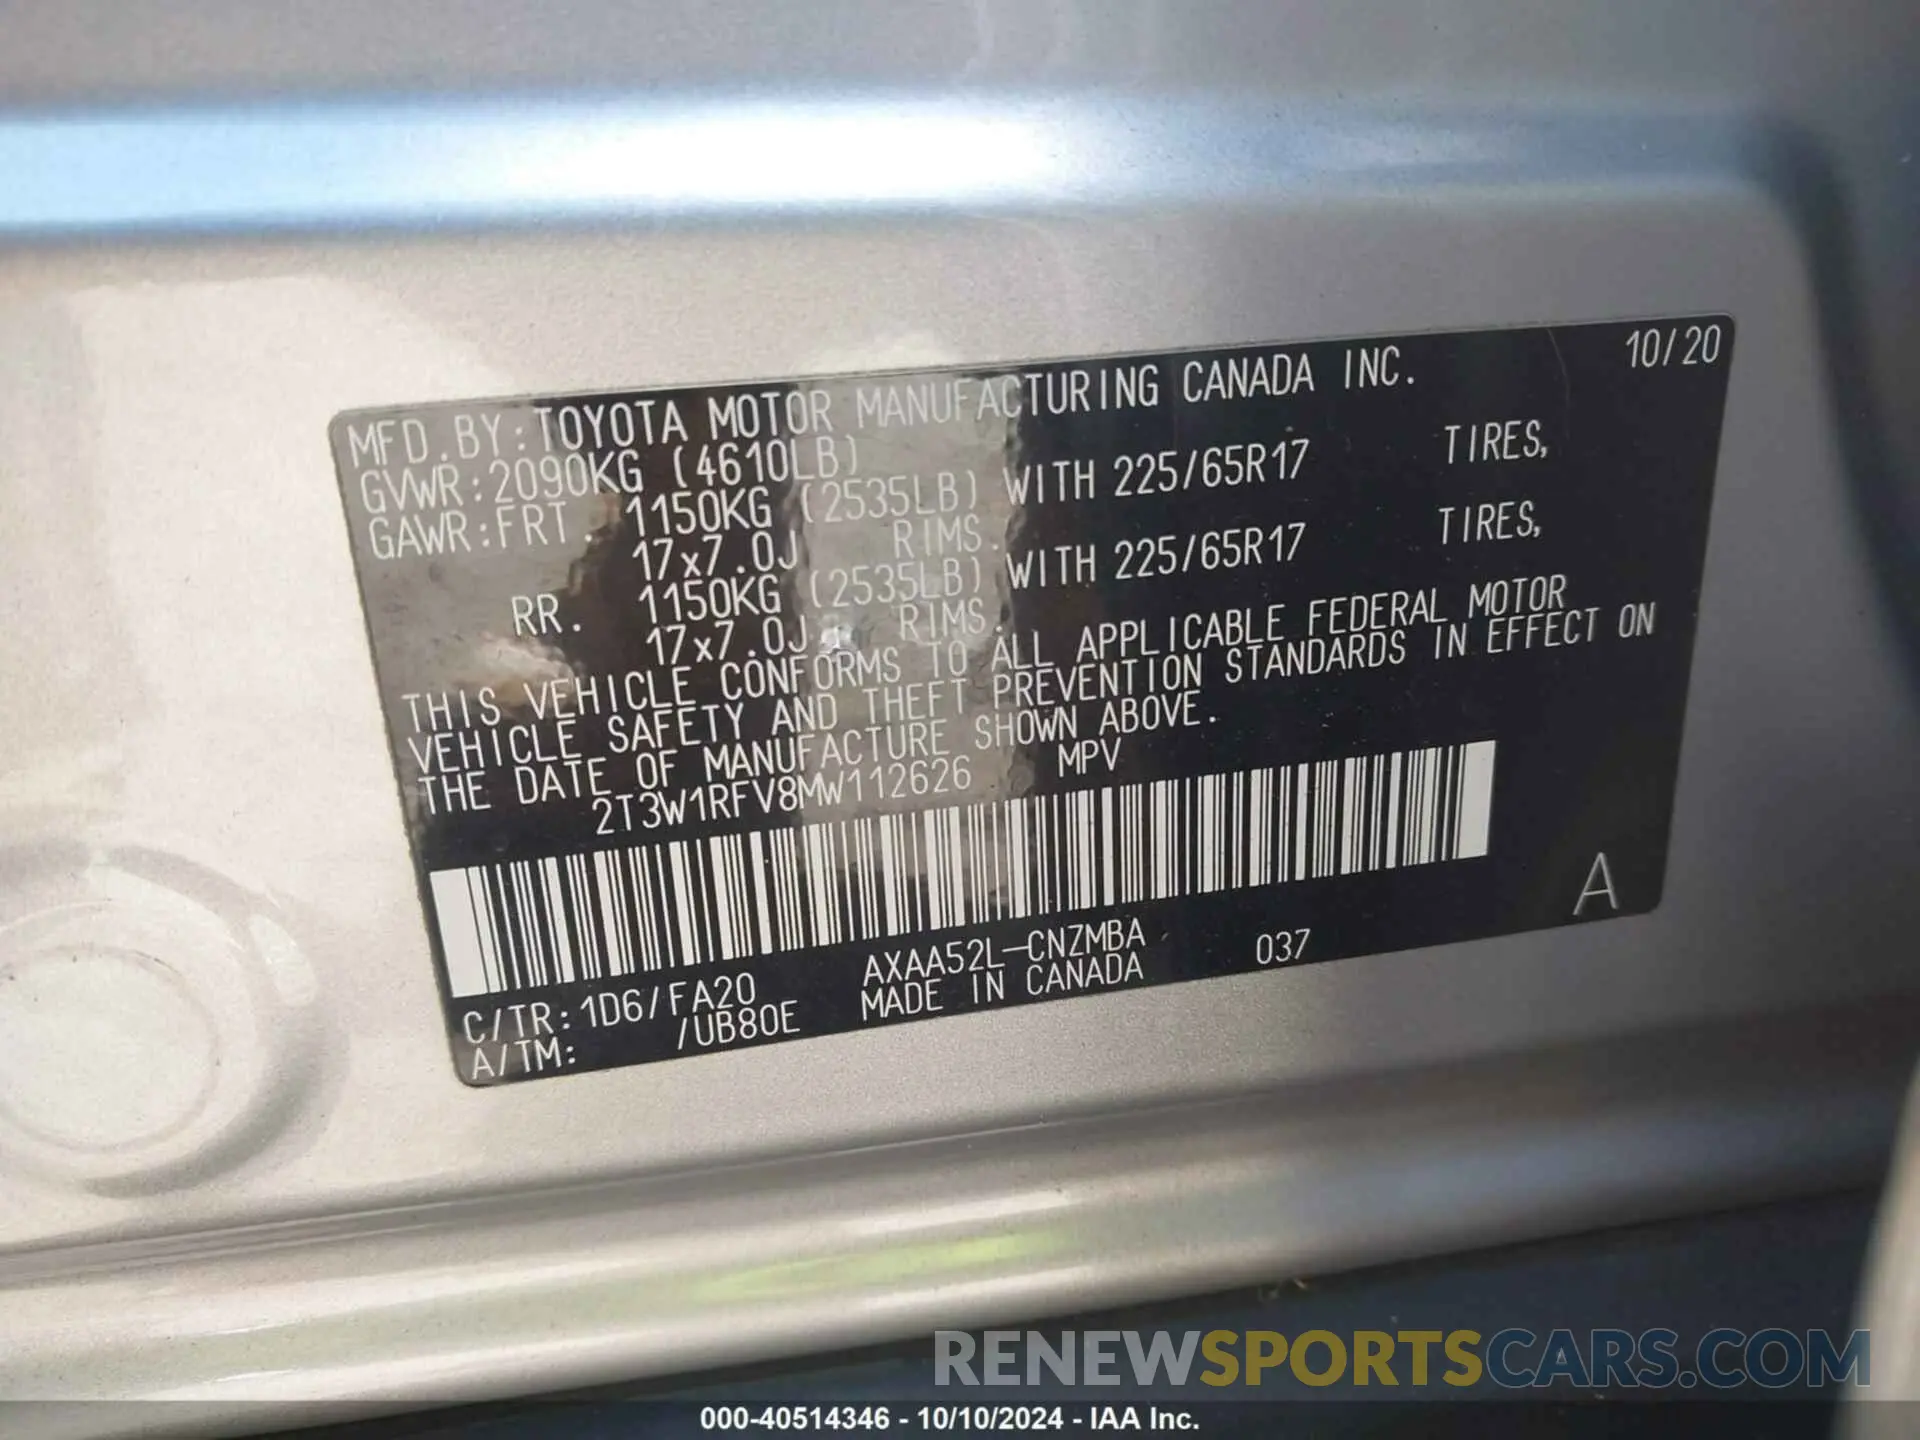 MFD.BY:TOYOTA MOTOR MANUFACTURING CANADA INC. 10/20
GVWR:2090KG (4610LB)
GAWR:FRT. 1150KG (2535LB) WITH 225/65R17 TIRES,
17x7.0J RIMS.
RR. 1150KG (2535LB) WITH 225/65R17 TIRES,
17x7.0J RIMS.
THIS VEHICLE CONFORMS TO ALL APPLICABLE FEDERAL MOTOR
VEHICLE SAFETY AND THEFT PREVENTION STANDARDS IN EFFECT ON
THE DATE OF MANUFACTURE SHOWN ABOVE.
2T3W1RFV8MW112626 MPV
A
C/TR:1D6/FA20 AXAA52L-CNZMBA 037
A/TM: /UB80E MADE IN CANADA
RENEWSPORTSCARS.COM
000-40514346 - 10/10/2024 - IAA Inc.